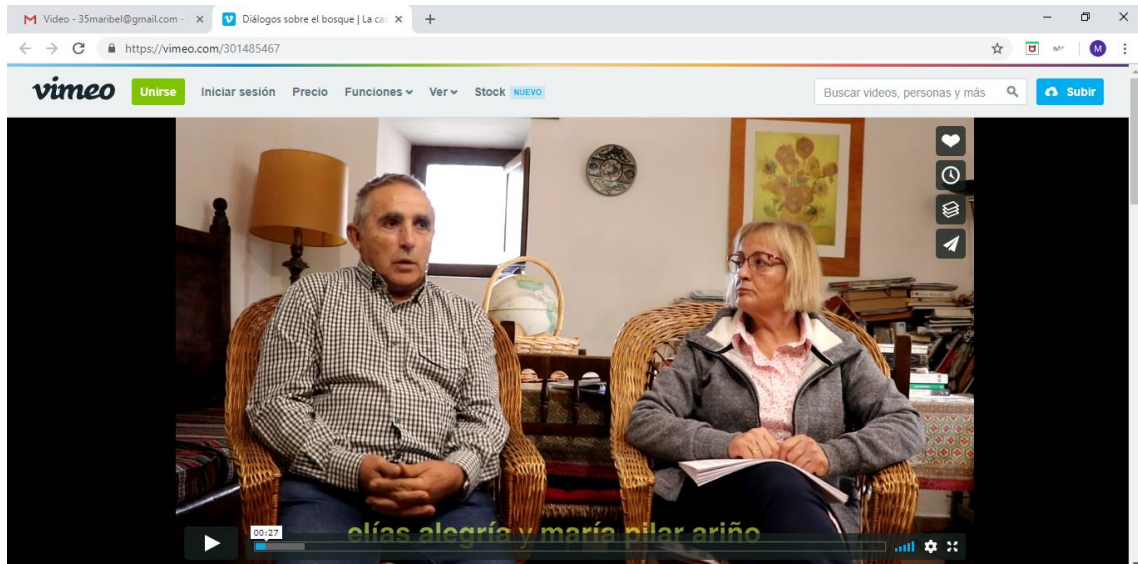 Video - 35maribel@gmail.com -
Diálogos sobre el bosque | La ca
https://vimeo.com/301485467
M
vimeo
Unirse
Iniciar sesión
Precio
Funciones
Ver
Stock
NUEVO
Buscar videos, personas y más
Subir
elías alegría y maría pilar ariño
00:27